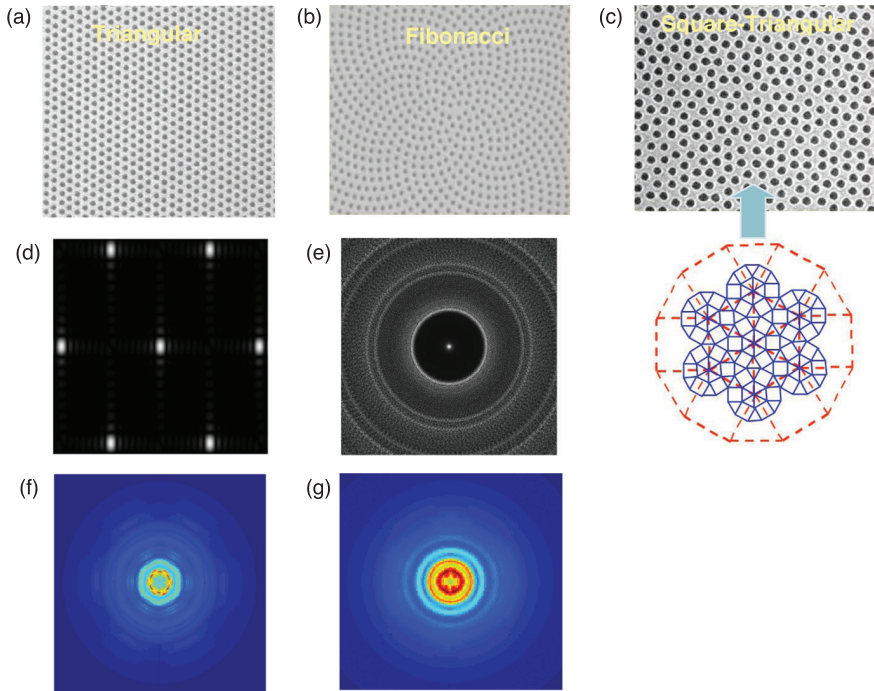 (a)
Triangular
(b)
Fibonacci
(c)
Square-Triangular
(d)
(e)
(f)
(g)